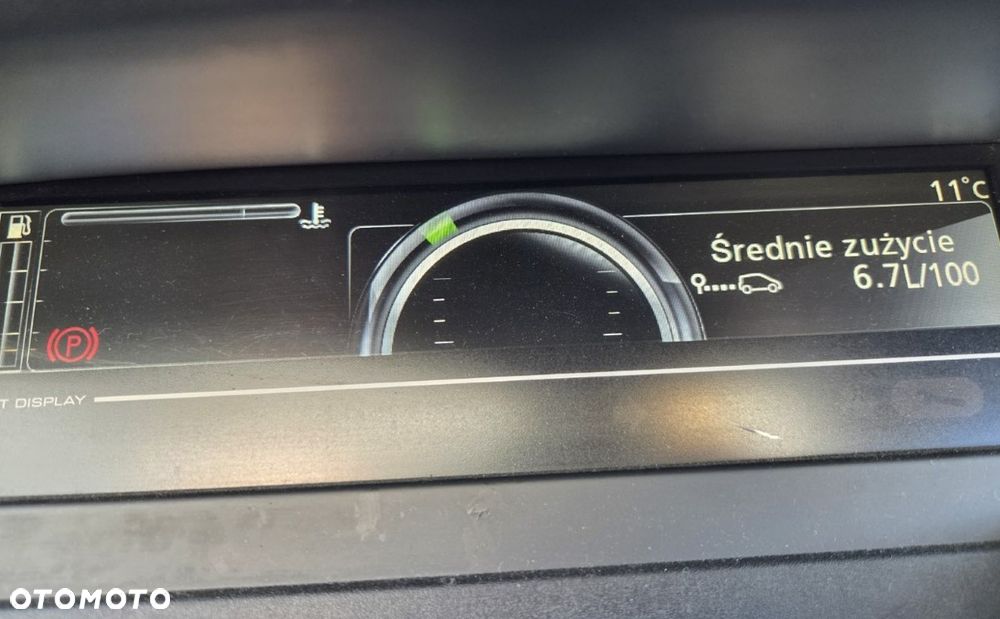 11°C
Średnie zużycie
6.7L/100
P
T DISPLAY
OTOMOTO